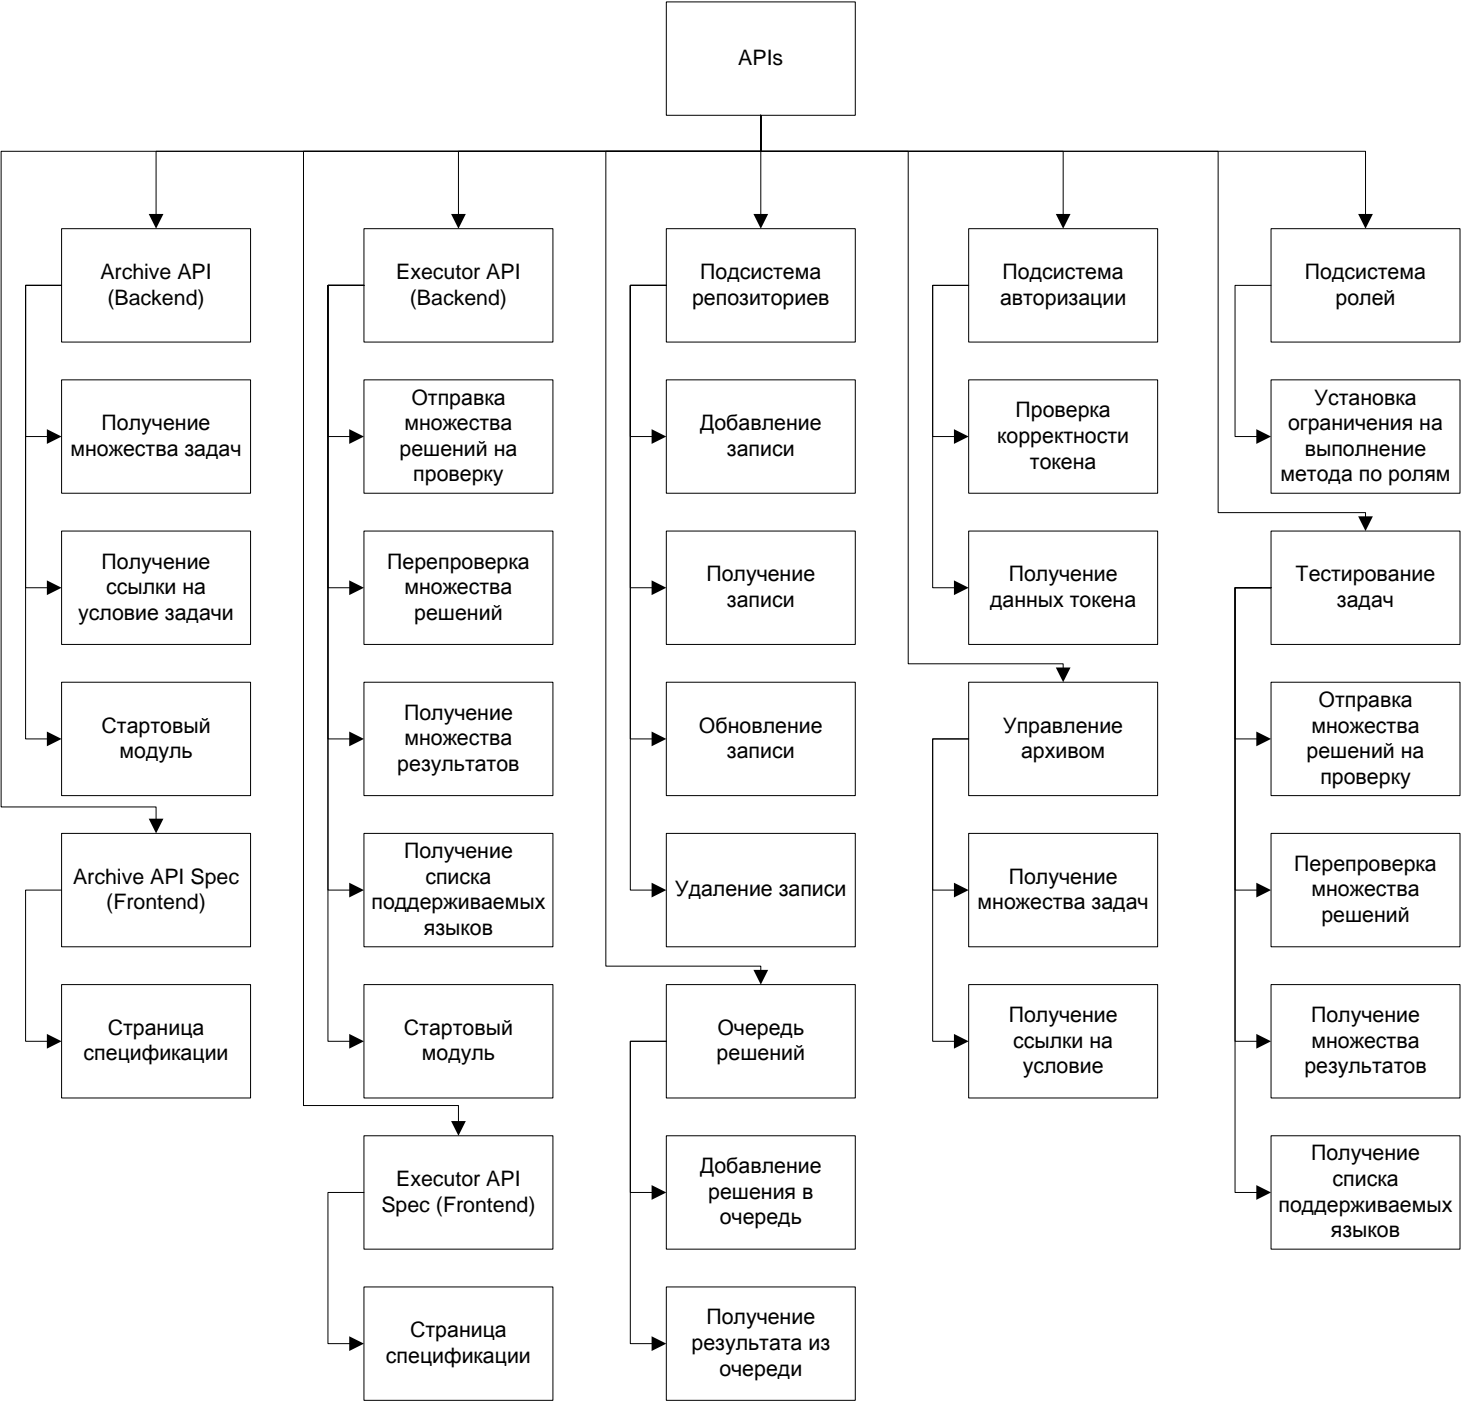 APIs
Archive API
(Backend)
Получение
множества задач
Получение
ссылки на
условие задачи
Стартовый
модуль
Archive API Spec
(Frontend)
Страница
спецификации
Executor API
(Backend)
Отправка
множества
решений на
проверку
Перепроверка
множества
решений
Получение
множества
результатов
Получение
списка
поддерживаемых
языков
Стартовый
модуль
Executor API
Spec (Frontend)
Страница
спецификации
Подсистема
репозиториев
Добавление
записи
Получение
записи
Обновление
записи
Удаление записи
Очередь
решений
Добавление
решения в
очередь
Получение
результата из
очереди
Подсистема
авторизации
Проверка
корректности
токена
Получение
данных токена
Управление
архивом
Получение
множества задач
Получение
ссылки на
условие
Подсистема
ролей
Установка
ограничения на
выполнение
метода по ролям
Тестирование
задач
Отправка
множества
решений на
проверку
Перепроверка
множества
решений
Получение
множества
результатов
Получение
списка
поддерживаемых
языков